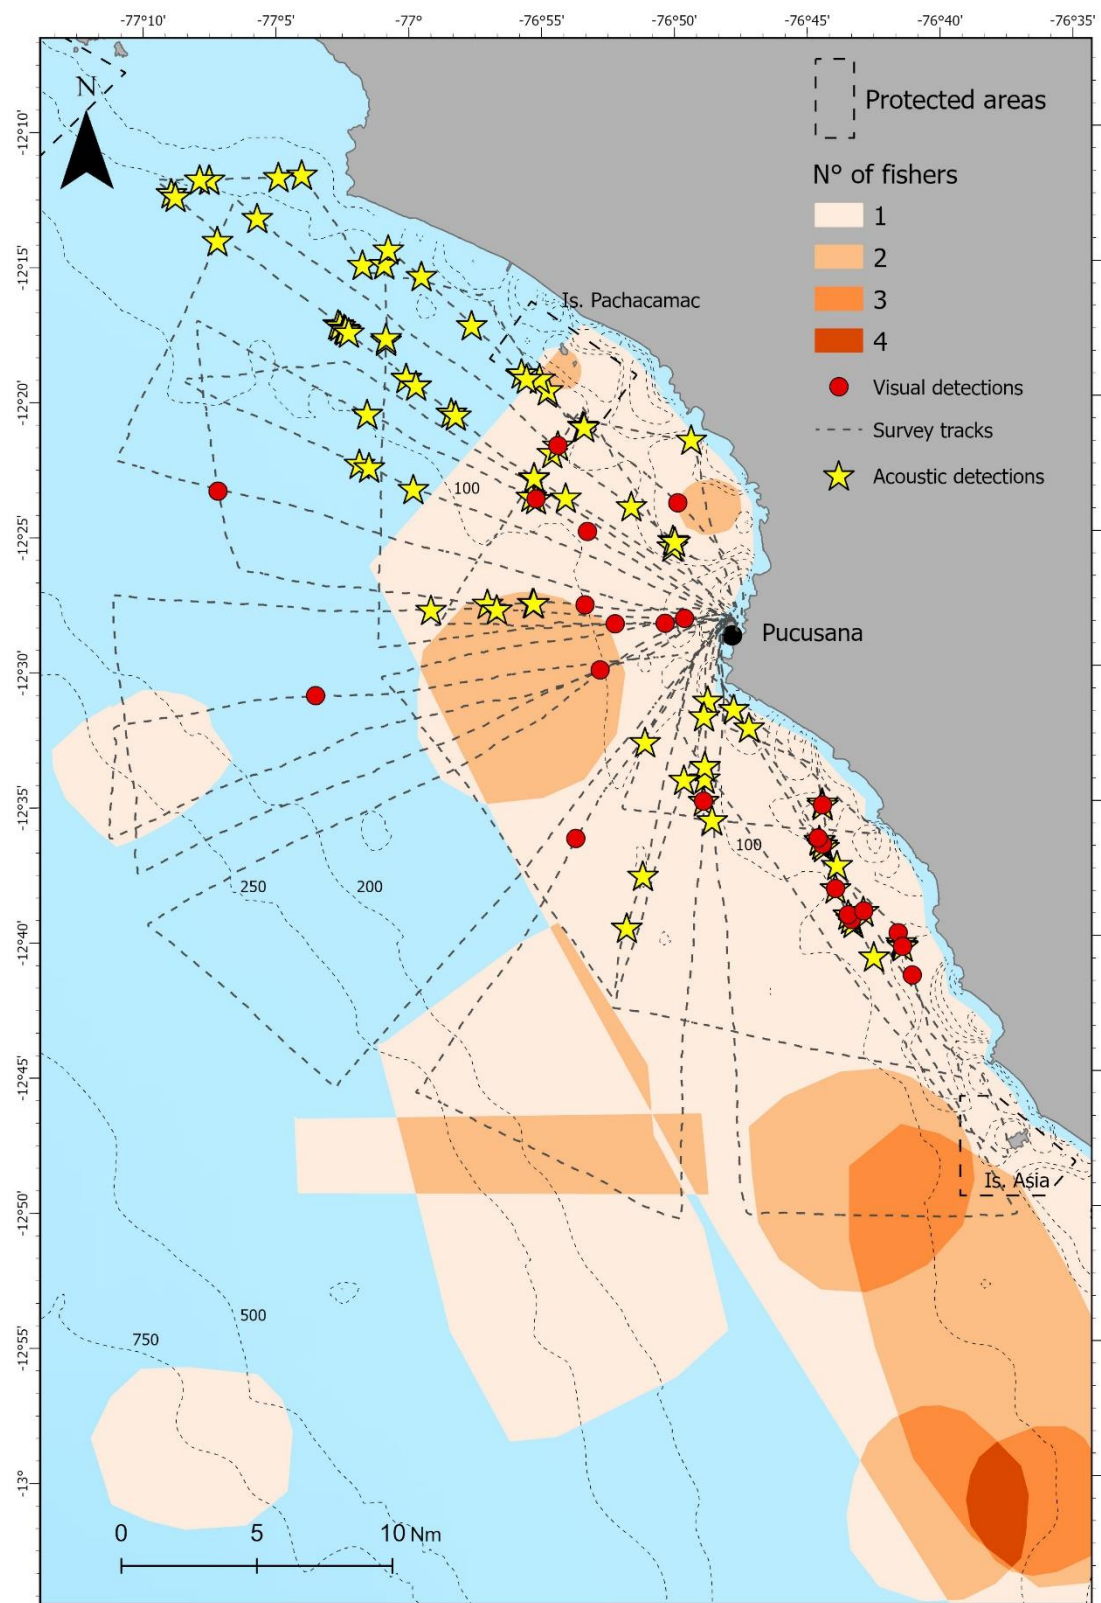 -77°10' -77°5' -77° -76°55' -76°50' -76°45' -76°40' -76°35'
N
Protected areas
N° of fishers
1
2
3
4
Visual detections
Survey tracks
Acoustic detections
-12°10'
-12°15'
Is. Pachacamac
-12°20'
100
-12°25'
Pucusana
-12°30'
-12°35'
100
250
200
-12°40'
-12°45'
Is. Asia
-12°50'
500
750
-12°55'
-13°
0 5 10 Nm